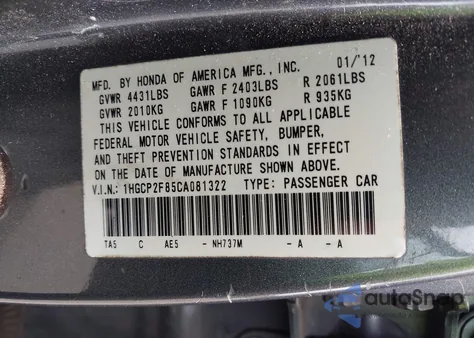 MFD. BY HONDA OF AMERICA MFG., INC. 01/'12
GVWR 4431LBS GAWR F 2403LBS R 2061LBS
GVWR 2010KG GAWR F 1090KG R 935KG
THIS VEHICLE CONFORMS TO ALL APPLICABLE
FEDERAL MOTOR VEHICLE SAFETY, BUMPER,
AND THEFT PREVENTION STANDARDS IN EFFECT
ON THE DATE OF MANUFACTURE SHOWN ABOVE.
V.I.N.: 1HGCP2F85CA081322 TYPE: PASSENGER CAR
TA5 C AE5 - NH737M -A -A
autoSnap